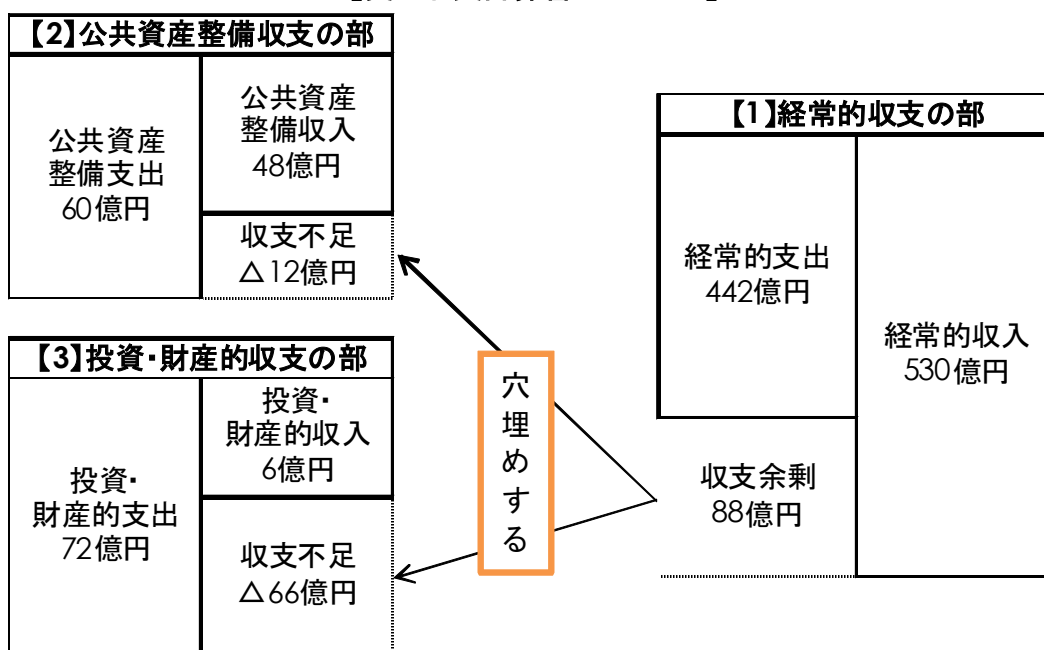 【2】公共資産整備収支の部
公共資産
整備支出
60億円
公共資産
整備収入
48億円
収支不足
△12億円
【3】投資・財産的収支の部
投資・
財産的支出
72億円
投資・
財産的収入
6億円
収支不足
△66億円
穴埋めする
【1】経常的収支の部
経常的支出
442億円
収支余剰
88億円
経常的収入
530億円